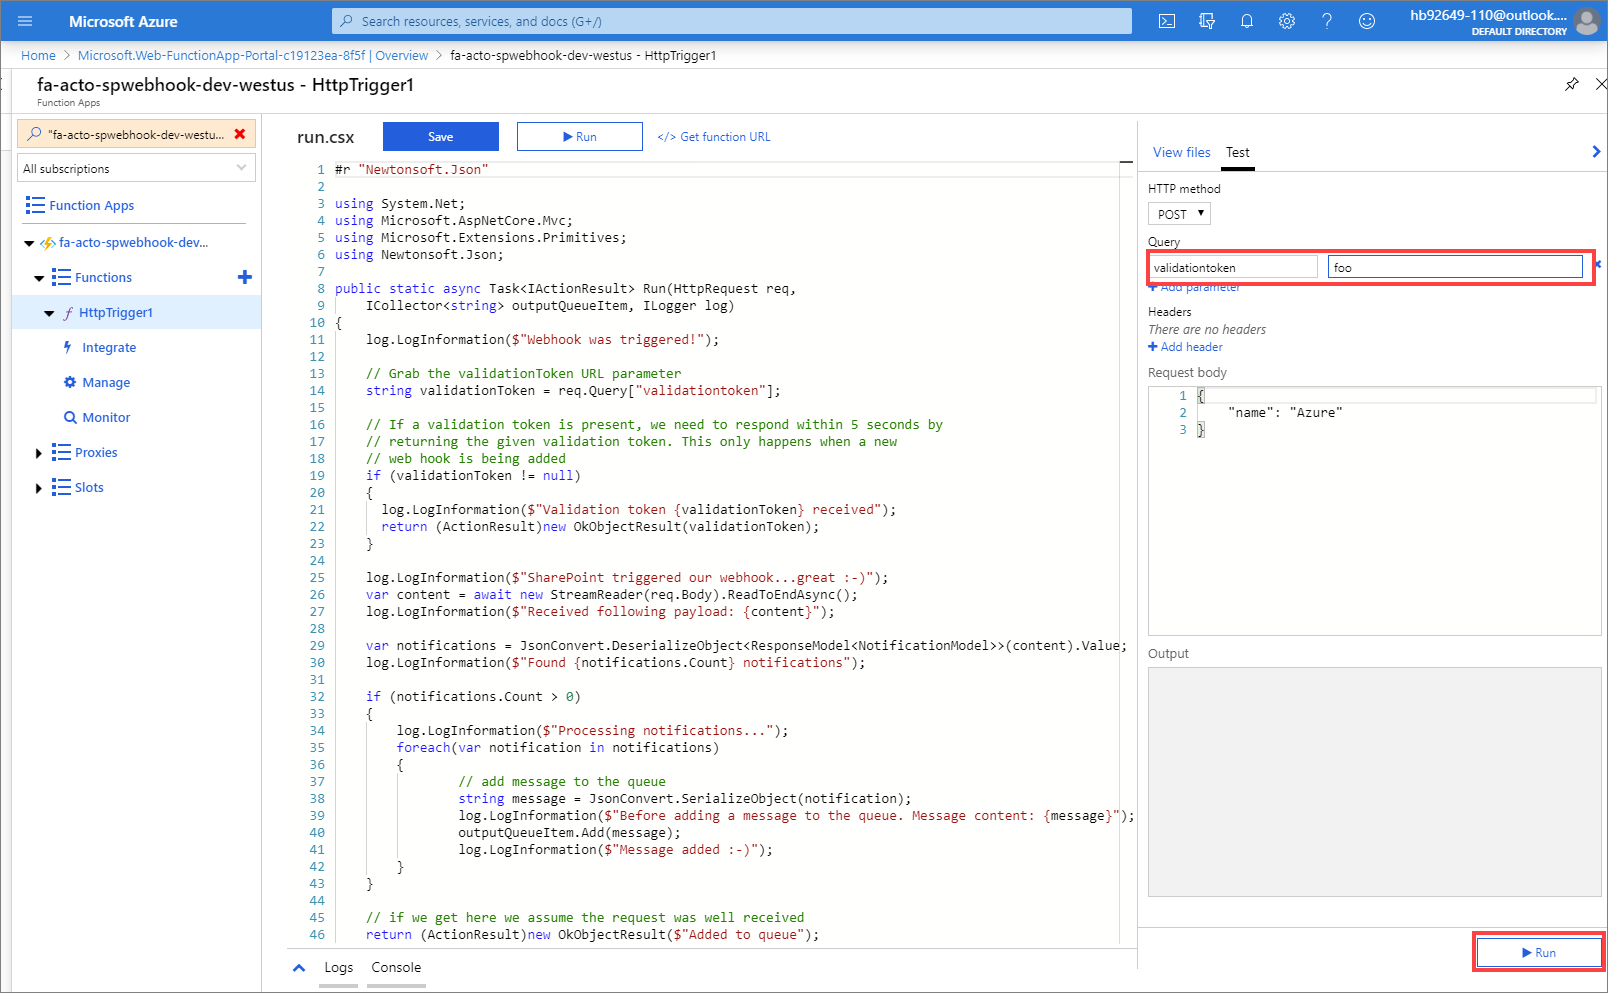 Microsoft Azure
Search resources, services, and docs (G+/)
hb92649-110@outlook....
DEFAULT DIRECTORY
Home > Microsoft.Web-FunctionApp-Portal-c19123ea-8f5f | Overview > fa-acto-spwebhook-dev-westus - HttpTrigger1
fa-acto-spwebhook-dev-westus - HttpTrigger1
Function Apps
"fa-acto-spwebhook-dev-westu...
All subscriptions
Function Apps
fa-acto-spwebhook-dev...
Functions
HttpTrigger1
Integrate
Manage
Monitor
Proxies
Slots
run.csx
Save
Run
</> Get function URL
1 #r "Newtonsoft.Json"
2
3 using System.Net;
4 using Microsoft.AspNetCore.Mvc;
5 using Microsoft.Extensions.Primitives;
6 using Newtonsoft.Json;
7
8 public static async Task<IActionResult> Run(HttpRequest req,
9     ICollector<string> outputQueueItem, ILogger log)
10 {
11     log.LogInformation($"Webhook was triggered!");
12
13     // Grab the validationToken URL parameter
14     string validationToken = req.Query["validationtoken"];
15
16     // If a validation token is present, we need to respond within 5 seconds by
17     // returning the given validation token. This only happens when a new
18     // web hook is being added
19     if (validationToken != null)
20     {
21       log.LogInformation($"Validation token {validationToken} received");
22       return (ActionResult)new OkObjectResult(validationToken);
23     }
24
25     log.LogInformation($"SharePoint triggered our webhook...great :-)");
26     var content = await new StreamReader(req.Body).ReadToEndAsync();
27     log.LogInformation($"Received following payload: {content}");
28
29     var notifications = JsonConvert.DeserializeObject<ResponseModel<NotificationModel>>(content).Value;
30     log.LogInformation($"Found {notifications.Count} notifications");
31
32     if (notifications.Count > 0)
33     {
34         log.LogInformation($"Processing notifications...");
35         foreach(var notification in notifications)
36         {
37                 // add message to the queue
38                 string message = JsonConvert.SerializeObject(notification);
39                 log.LogInformation($"Before adding a message to the queue. Message content: {message}");
40                 outputQueueItem.Add(message);
41                 log.LogInformation($"Message added :-)");
42         }
43     }
44
45     // if we get here we assume the request was well received
46     return (ActionResult)new OkObjectResult($"Added to queue");
Logs
Console
View files
Test
HTTP method
POST
Query
validationtoken
foo
+ Add parameter
Headers
There are no headers
+ Add header
Request body
1 {
2     "name": "Azure"
3 }
Output
Run